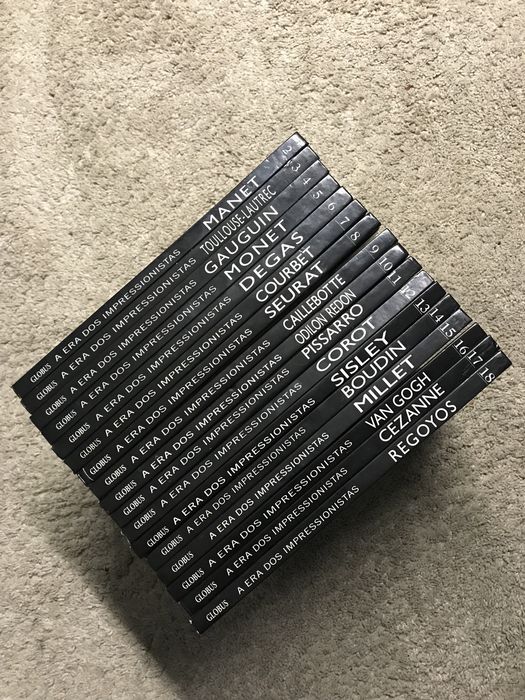 GLOBUS A ERA DOS IMPRESSIONISTAS MANET 2
GLOBUS A ERA DOS IMPRESSIONISTAS TOULLOUSE-LAUTREC 3
GLOBUS A ERA DOS IMPRESSIONISTAS GAUGUIN 4
GLOBUS A ERA DOS IMPRESSIONISTAS MONET 5
GLOBUS A ERA DOS IMPRESSIONISTAS DEGAS 6
GLOBUS A ERA DOS IMPRESSIONISTAS COURBET 7
GLOBUS A ERA DOS IMPRESSIONISTAS SEURAT 8
GLOBUS A ERA DOS IMPRESSIONISTAS CAILLEBOTTE 9
GLOBUS A ERA DOS IMPRESSIONISTAS ODILON REDON 10
GLOBUS A ERA DOS IMPRESSIONISTAS PISSARRO 11
GLOBUS A ERA DOS IMPRESSIONISTAS COROT 12
GLOBUS A ERA DOS IMPRESSIONISTAS SISLEY 13
GLOBUS A ERA DOS IMPRESSIONISTAS BOUDIN 14
GLOBUS A ERA DOS IMPRESSIONISTAS MILLET 15
GLOBUS A ERA DOS IMPRESSIONISTAS VAN GOGH 16
GLOBUS A ERA DOS IMPRESSIONISTAS CEZANNE 17
GLOBUS A ERA DOS IMPRESSIONISTAS REGOYOS 18